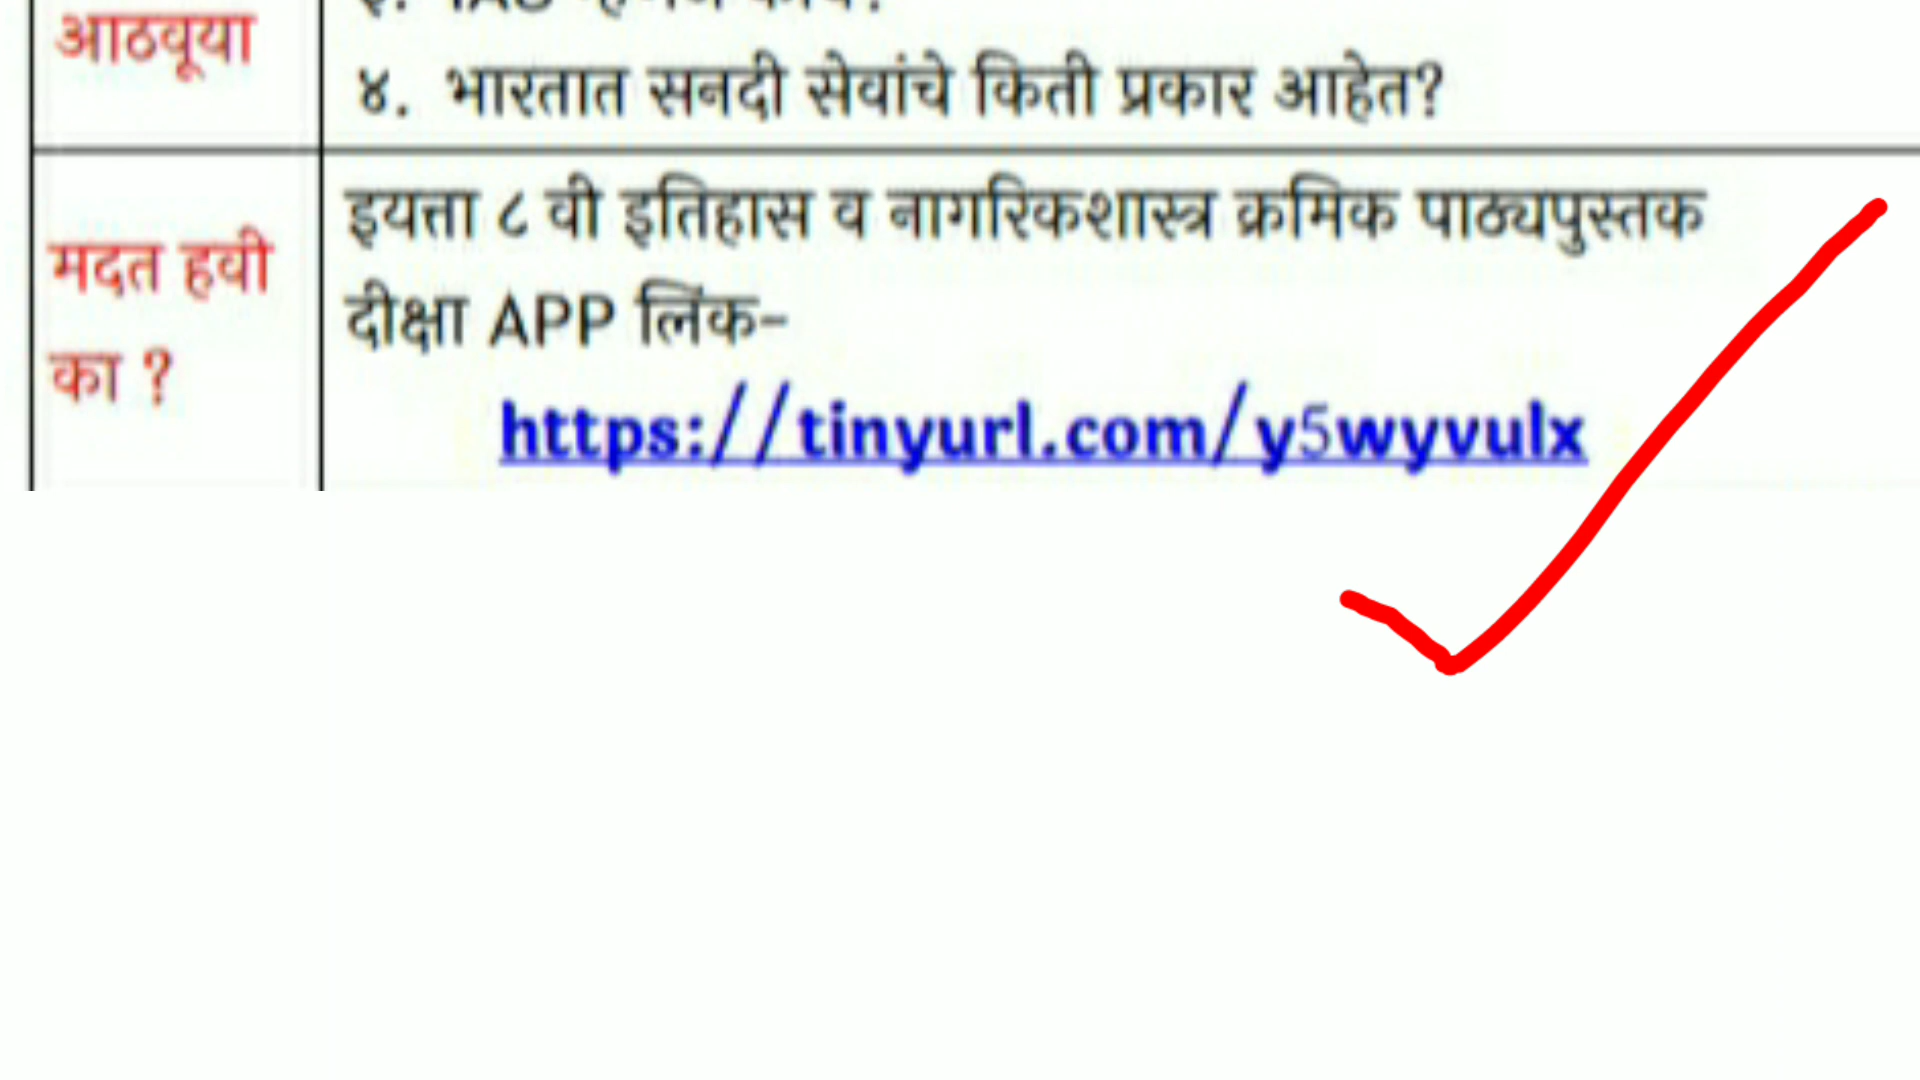 आठवूया
४. भारतात सनदी सेवांचे किती प्रकार आहेत?
मदत हवी
का ?
इयत्ता ८ वी इतिहास व नागरिकशास्त्र क्रमिक पाठ्यपुस्तक
दीक्षा APP लिंक-
https://tinyurl.com/y5wyvulx